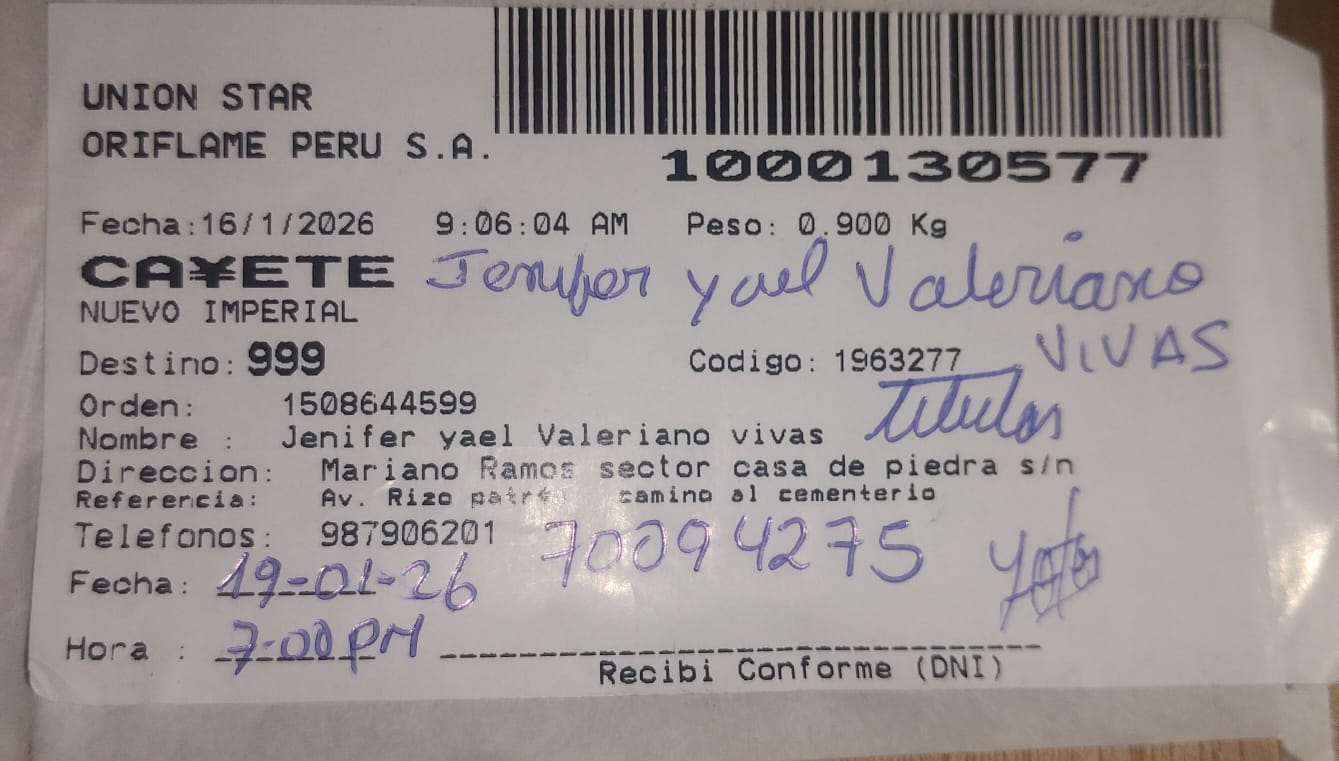 UNION STAR
ORIFLAME PERU S.A.
1000130577
Fecha:16/1/2026 9:06:04 AM Peso: 0.900 Kg
CA¥ETE Jenifer yael Valeriano
NUEVO IMPERIAL
VIVAS
Destino: 999 Codigo: 1963277
Titular
Orden: 1508644599
Nombre : Jenifer yael Valeriano vivas
Direccion: Mariano Ramos sector casa de piedra s/n
Referencia: Av. Rizo patrón camino al cementerio
Telefonos: 987906201 70094275
Fecha: 19-01-26
Hora : 7:00 PM
Recibi Conforme (DNI)